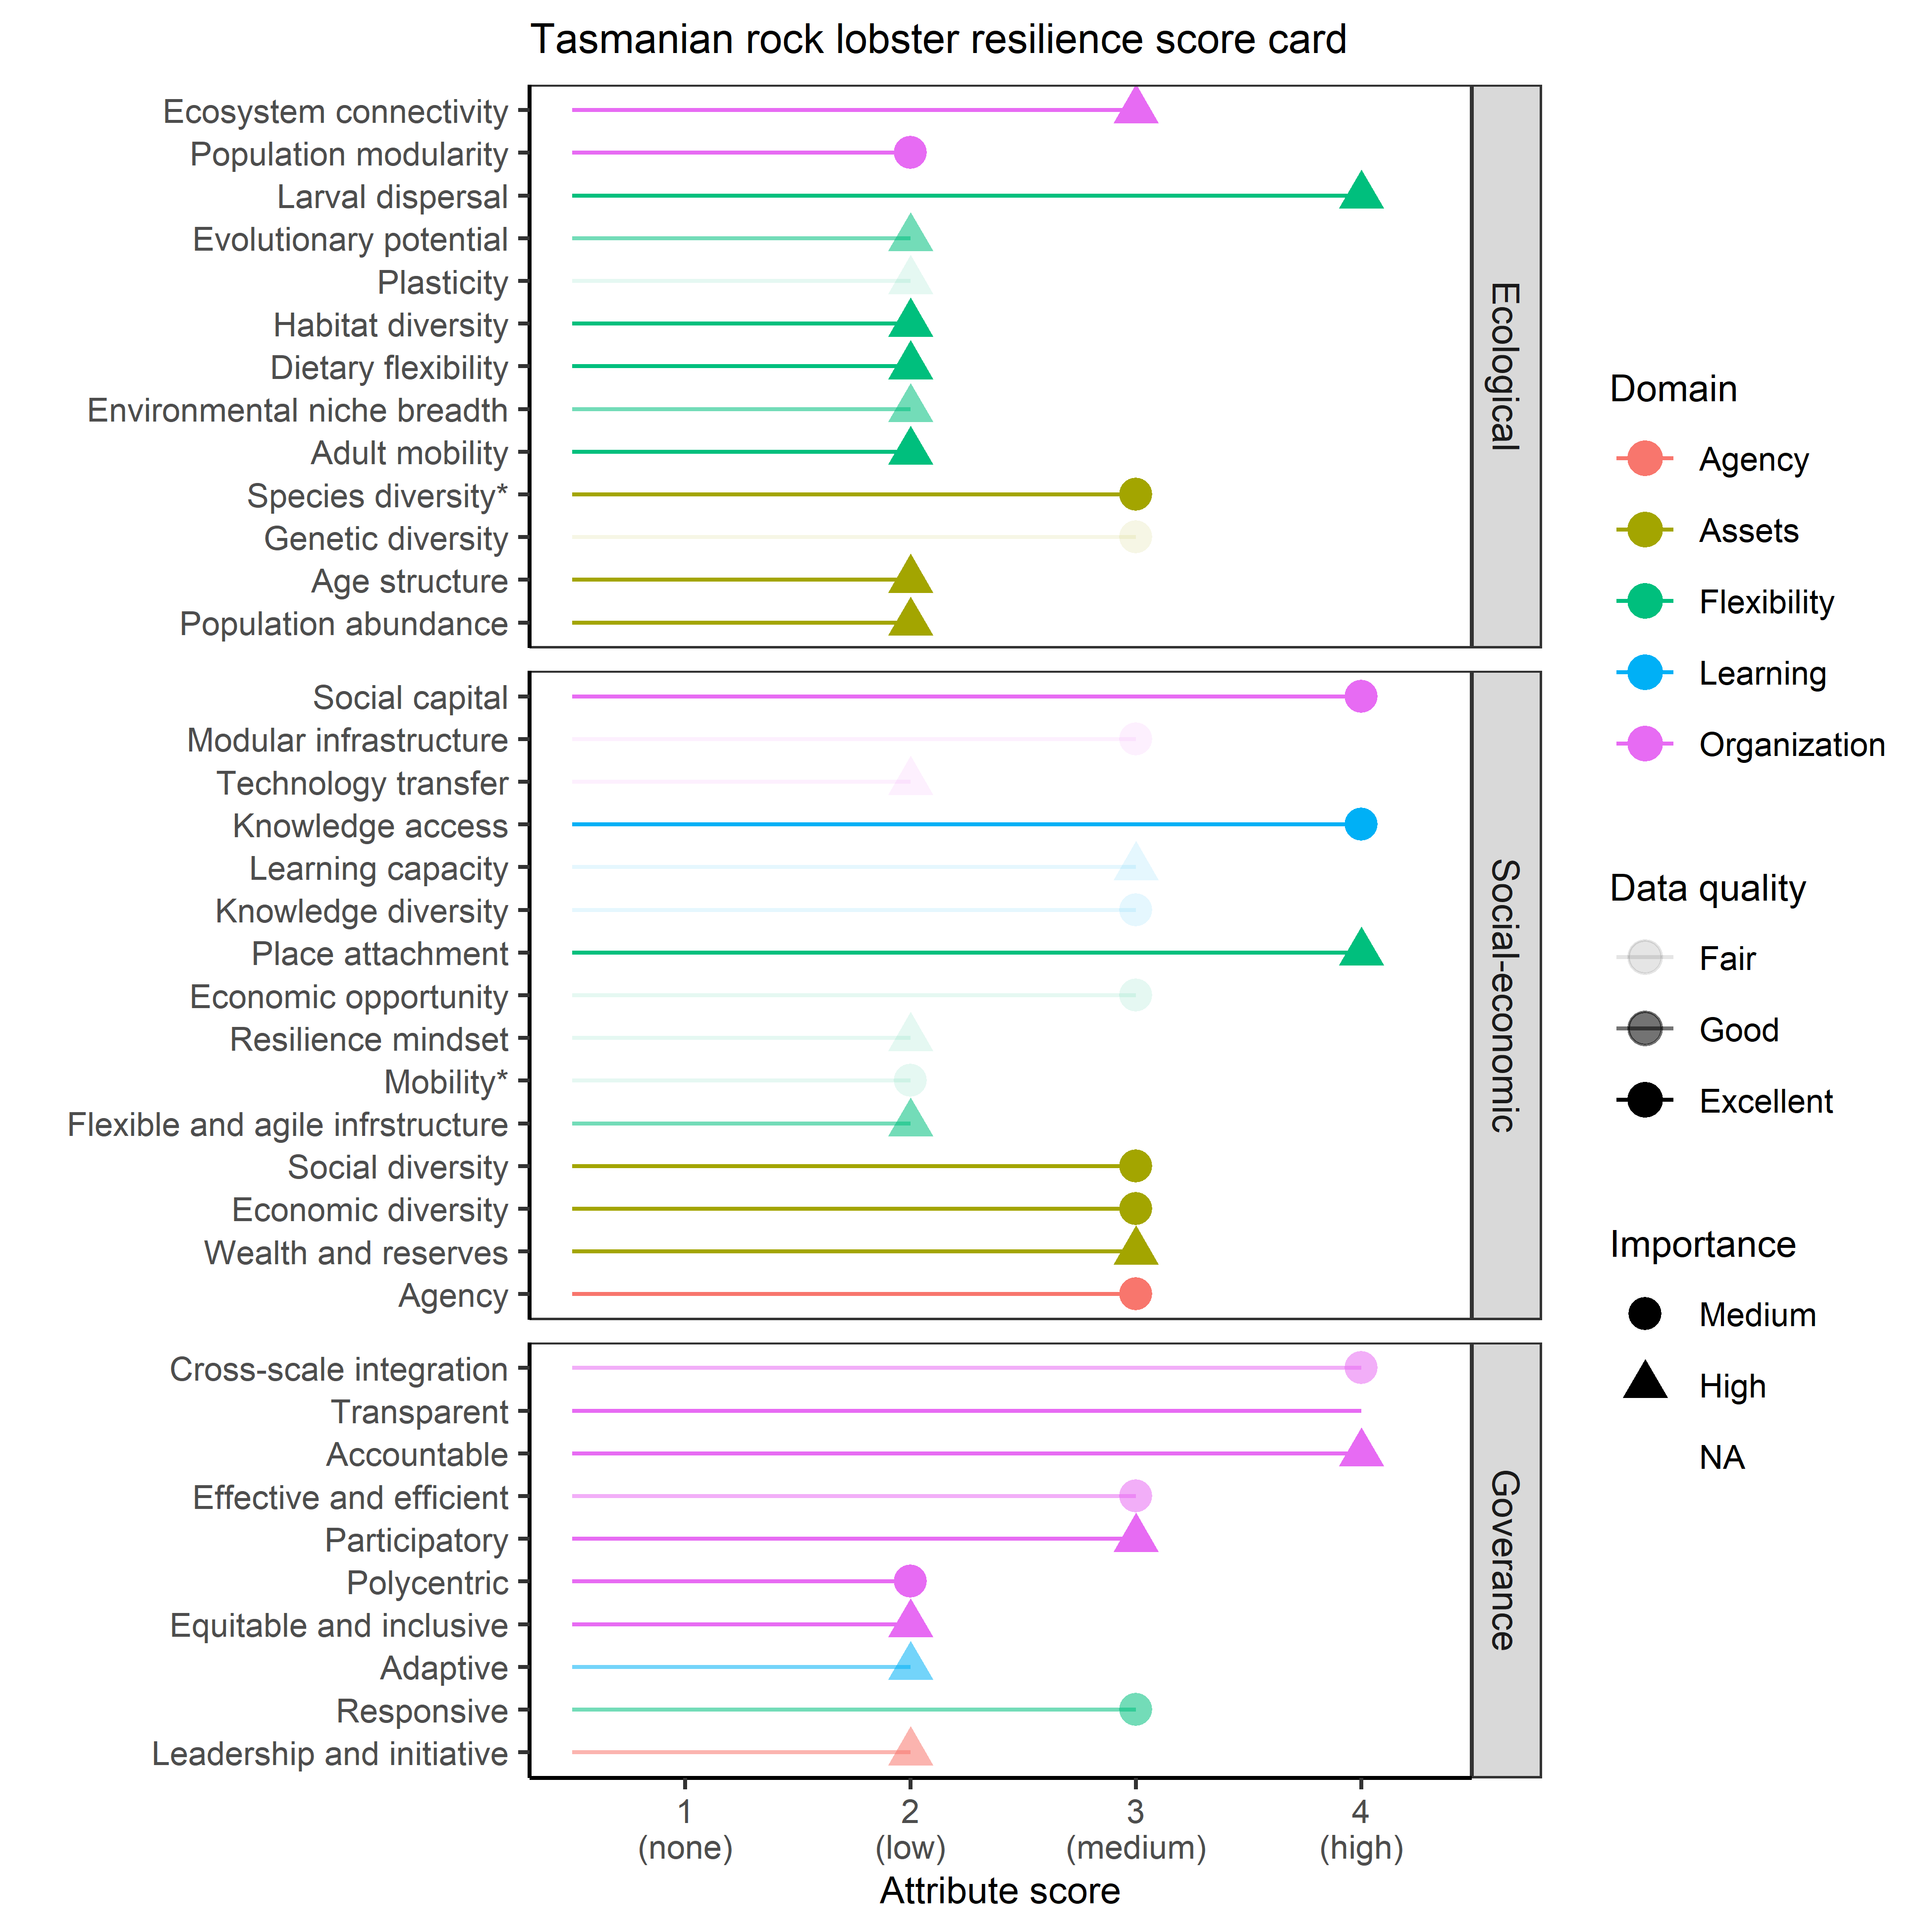 Tasmanian rock lobster resilience score card
Ecosystem connectivity
Population modularity
Larval dispersal
Evolutionary potential
Plasticity
Habitat diversity
Dietary flexibility
Environmental niche breadth
Adult mobility
Species diversity*
Genetic diversity
Age structure
Population abundance
Ecological
Social capital
Modular infrastructure
Technology transfer
Knowledge access
Learning capacity
Knowledge diversity
Place attachment
Economic opportunity
Resilience mindset
Mobility*
Flexible and agile infrstructure
Social diversity
Economic diversity
Wealth and reserves
Agency
Social-economic
Cross-scale integration
Transparent
Accountable
Effective and efficient
Participatory
Polycentric
Equitable and inclusive
Adaptive
Responsive
Leadership and initiative
Goverance
1 2 3 4
(none) (low) (medium) (high)
Attribute score
Domain
Agency
Assets
Flexibility
Learning
Organization
Data quality
Fair
Good
Excellent
Importance
Medium
High
NA